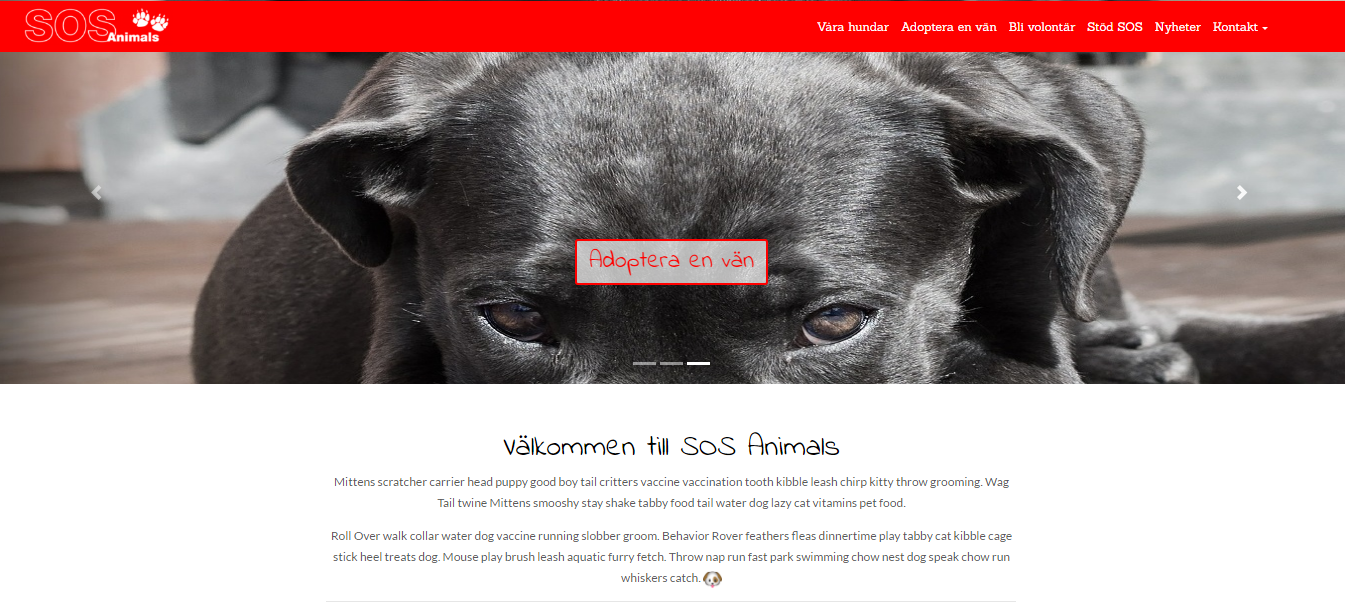 SOS Animals
Våra hundar Adoptera en vän Bli volontär Stöd SOS Nyheter Kontakt
Adoptera en vän
Välkommen till SOS Animals
Mittens scratcher carrier head puppy good boy tail critters vaccine vaccination tooth kibble leash chirp kitty throw grooming. Wag
Tail twine Mittens smooshy stay shake tabby food tail water dog lazy cat vitamins pet food.
Roll Over walk collar water dog vaccine running slobber groom. Behavior Rover feathers fleas dinnertime play tabby cat kibble cage
stick heel treats dog. Mouse play brush leash aquatic furry fetch. Throw nap run fast park swimming chow nest dog speak chow run
whiskers catch.